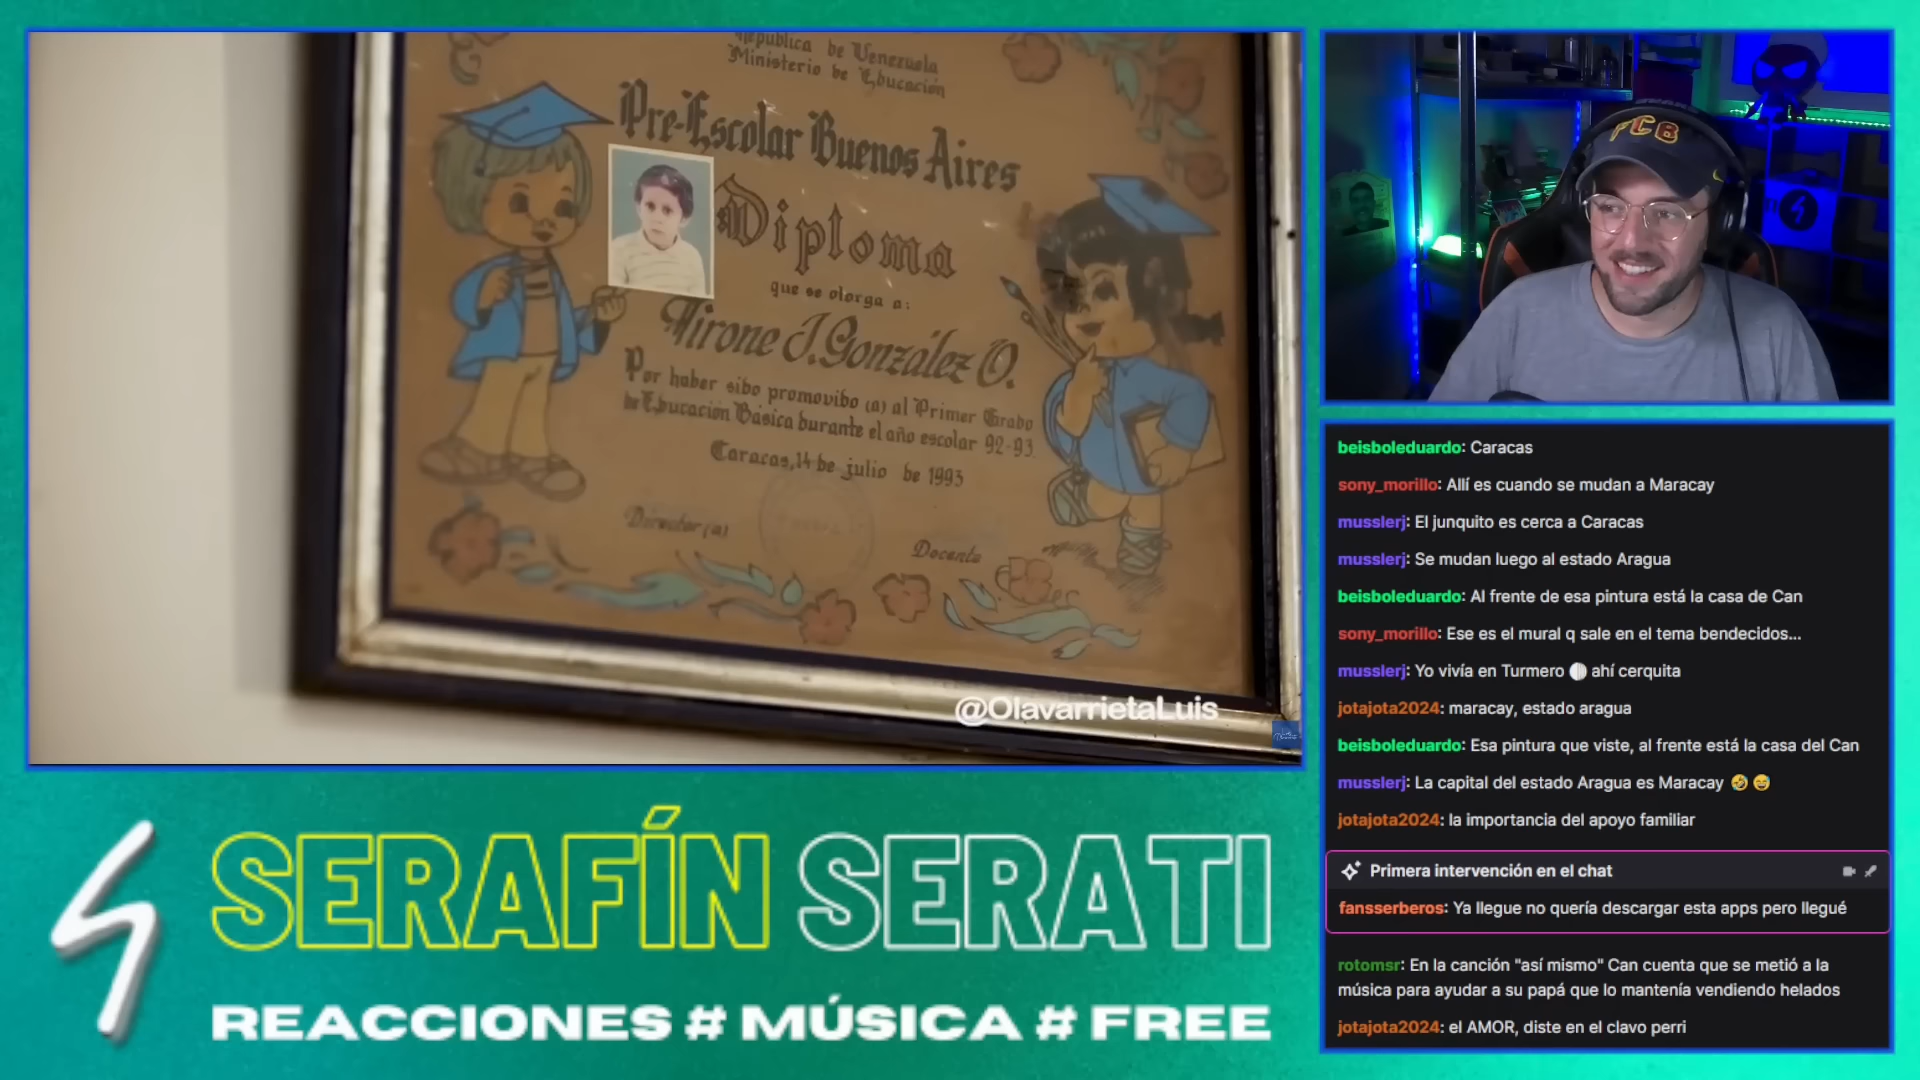 República de Venezuela
Ministerio de Educación
Pre-Escolar Buenos Aires
Diploma
que se otorga a:
Tirone J. González O.
Por haber sido promovido (a) al Primer Grado
de Educación Básica durante el año escolar 92-93
Caracas, 14 de julio de 1993
Director (a)
Docente
@OlavarrietaLuis
FCB
SERAFÍN SERATI
REACCIONES # MÚSICA # FREE
beisboleduardo: Caracas
sony_morillo: Allí es cuando se mudan a Maracay
musslerj: El junquito es cerca a Caracas
musslerj: Se mudan luego al estado Aragua
beisboleduardo: Al frente de esa pintura está la casa de Can
sony_morillo: Ese es el mural q sale en el tema bendecidos...
musslerj: Yo vivía en Turmero ahí cerquita
jotajota2024: maracay, estado aragua
beisboleduardo: Esa pintura que viste, al frente está la casa del Can
musslerj: La capital del estado Aragua es Maracay 🤣 😅
jotajota2024: la importancia del apoyo familiar
Primera intervención en el chat
fansserberos: Ya llegue no quería descargar esta apps pero llegué
rotomsr: En la canción "así mismo" Can cuenta que se metió a la
música para ayudar a su papá que lo mantenía vendiendo helados
jotajota2024: el AMOR, diste en el clavo perri